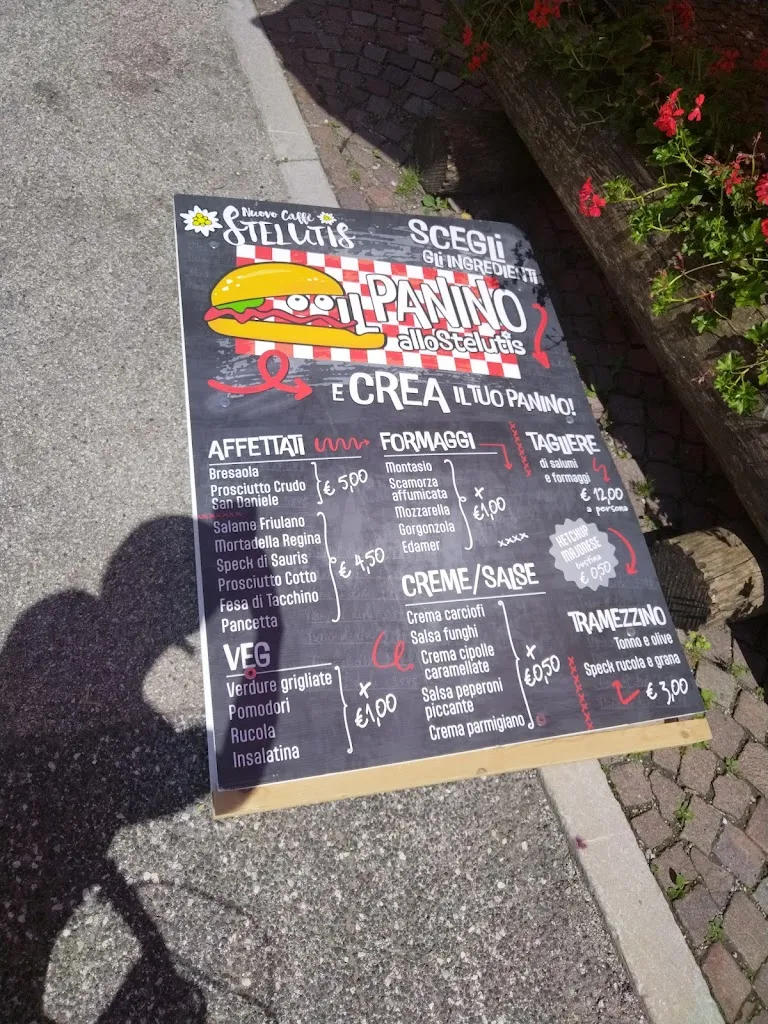 Nuovo Caffè
STELUTIS
SCEGLI
GLI INGREDIENTI
IL PANINO
alloStelutis
E CREA IL TUO PANINO!
AFFETTATI
Bresaola
Prosciutto Crudo
San Daniele
€ 5,00
Salame Friulano
Mortadella Regina
Speck di Sauris
Prosciutto Cotto
Fesa di Tacchino
Pancetta
€ 4,50
VEG
Verdure grigliate
Pomodori
Rucola
Insalatina
+
€1,00
FORMAGGI
Montasio
Scamorza
affumicata
Mozzarella
Gorgonzola
Edamer
+
€1,00
CREME/SALSE
Crema carciofi
Salsa funghi
Crema cipolle
caramellate
Salsa peperoni
piccante
Crema parmigiano
+
€0,50
TAGLIERE
di salumi
e formaggi
€ 12,00
a persona
KETCHUP
MAIONESE
bustina
€ 0,50
TRAMEZZINO
Tonno e olive
Speck rucola e grana
€ 3,00